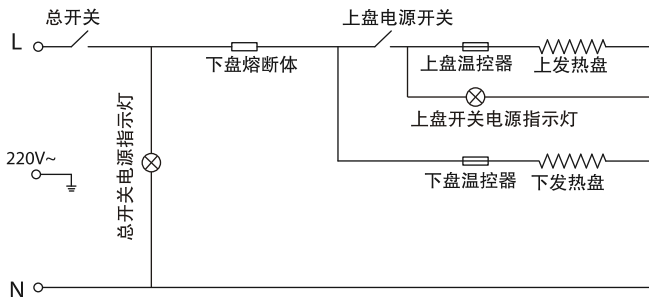 总开关
上盘电源开关
L
下盘熔断体
上盘温控器
上发热盘
上盘开关电源指示灯
总开关电源指示灯
220V~
下盘温控器
下发热盘
N